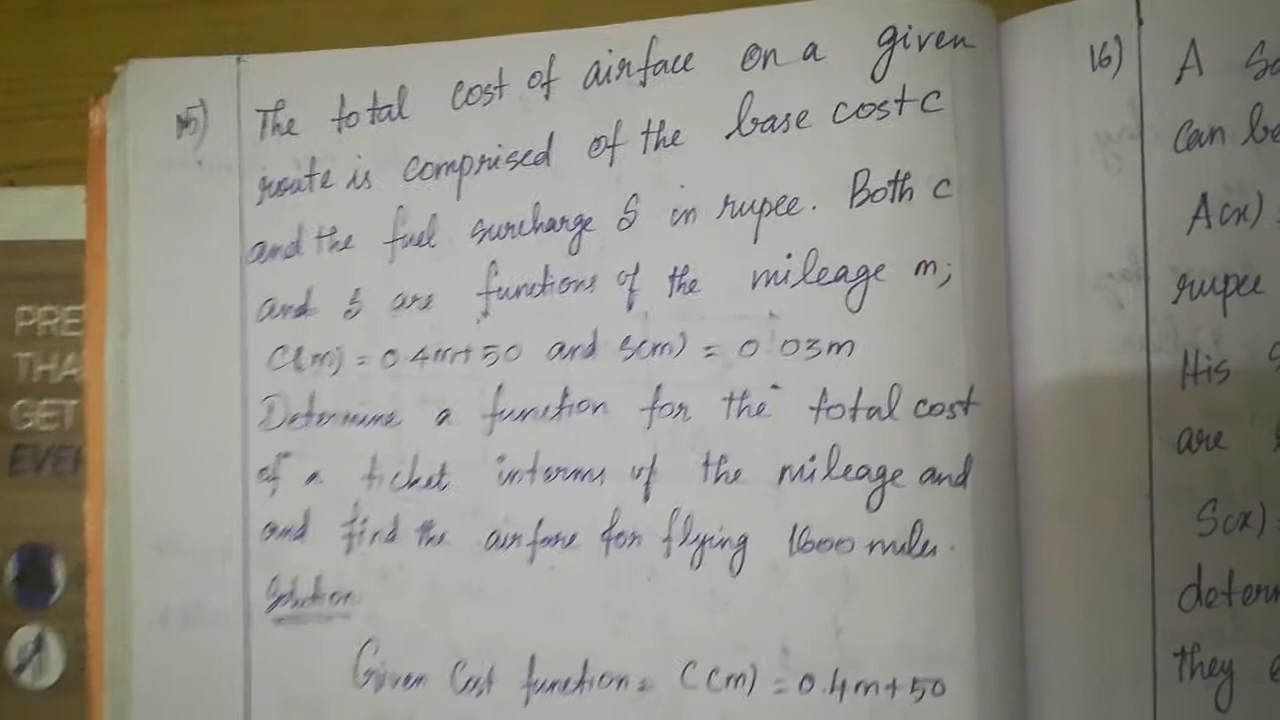 15) The total cost of airface on a given
route is comprised of the base cost C
and the fuel surcharge S in rupee. Both C
and S are functions of the mileage m;
C(m) = 0.4m+50 and S(m) = 0.03m
Determine a function for the total cost
of a ticket interms of the mileage and
and find the airfare for flying 1600 miles.
Solution
Given Cost function = C(m) = 0.4m+50
16) A
can be
A(x)
rupee
His
are
S(x)
they
PRE
THA
GET
EVER